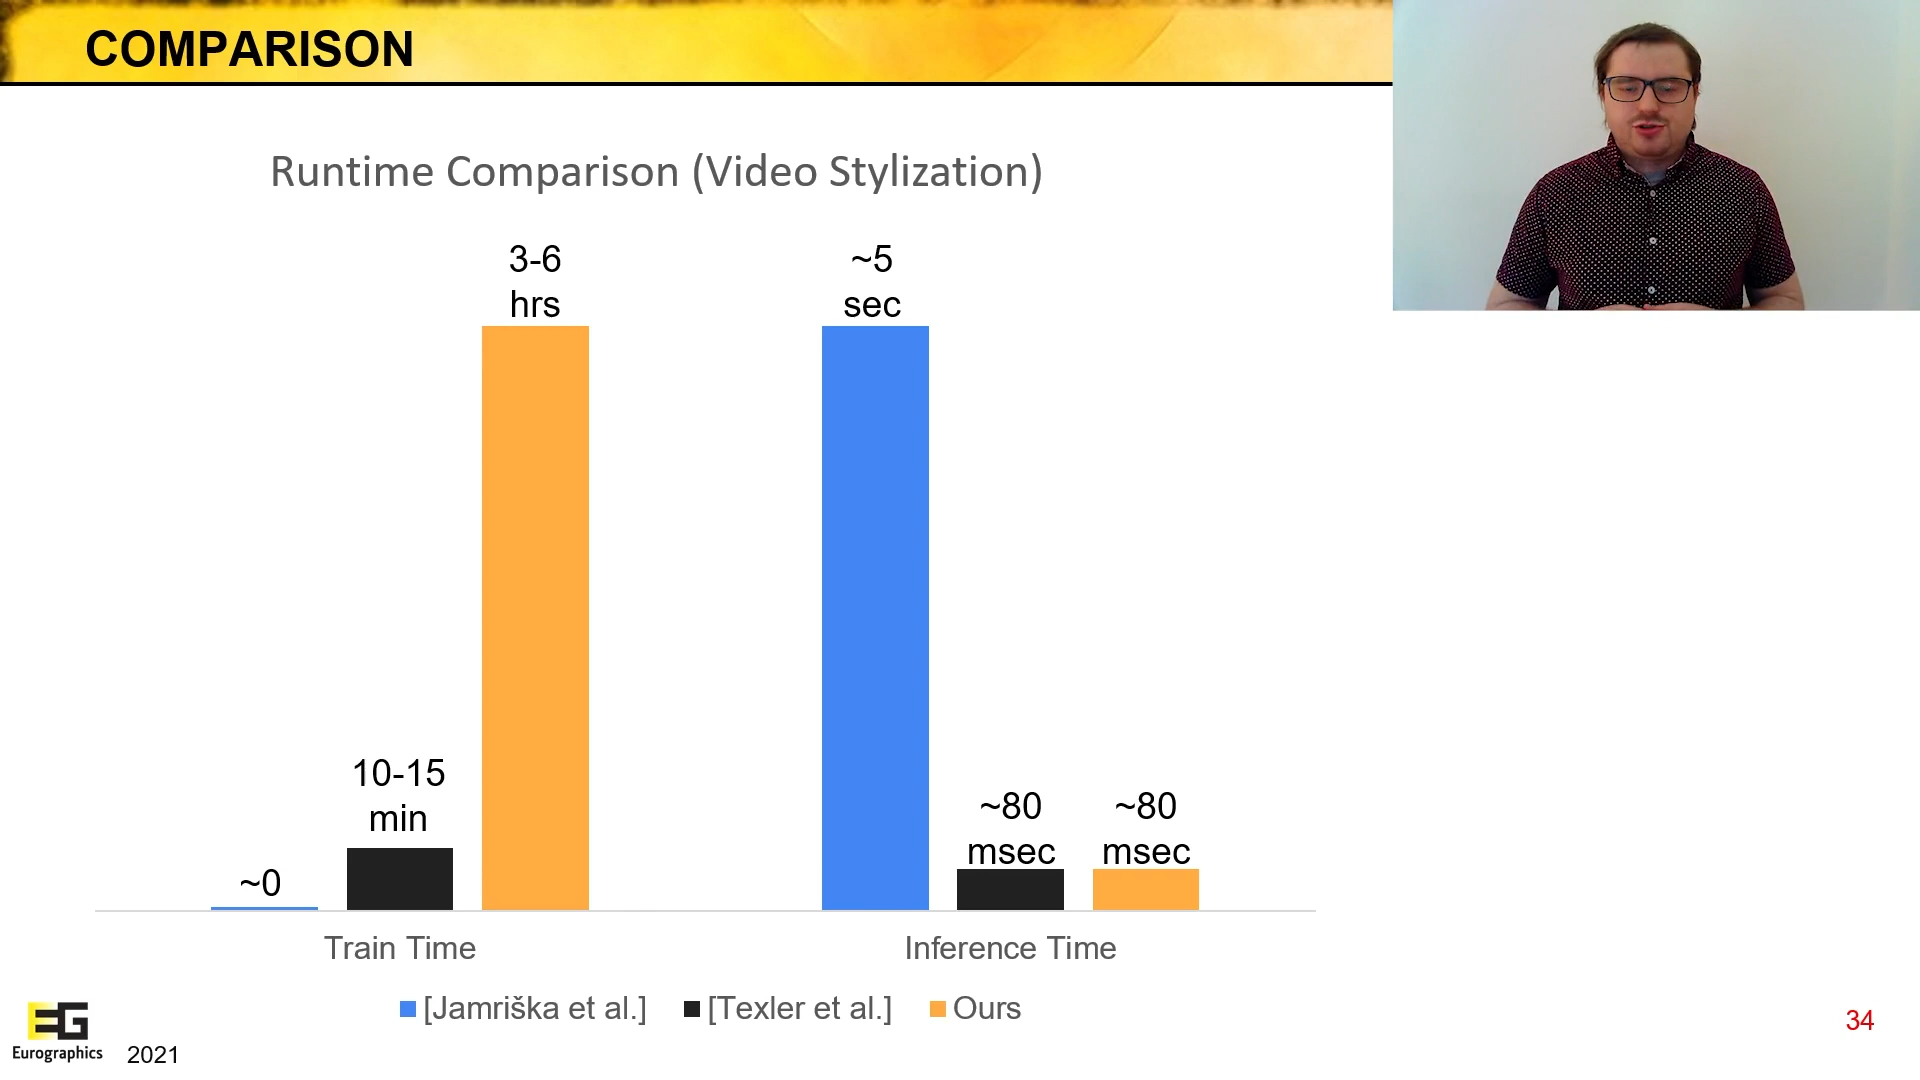 COMPARISON
Runtime Comparison (Video Stylization)
3-6
hrs
~5
sec
10-15
min
~80
msec
~80
msec
~0
Train Time
Inference Time
[Jamriška et al.]
[Texler et al.]
Ours
EG
Eurographics
2021
34